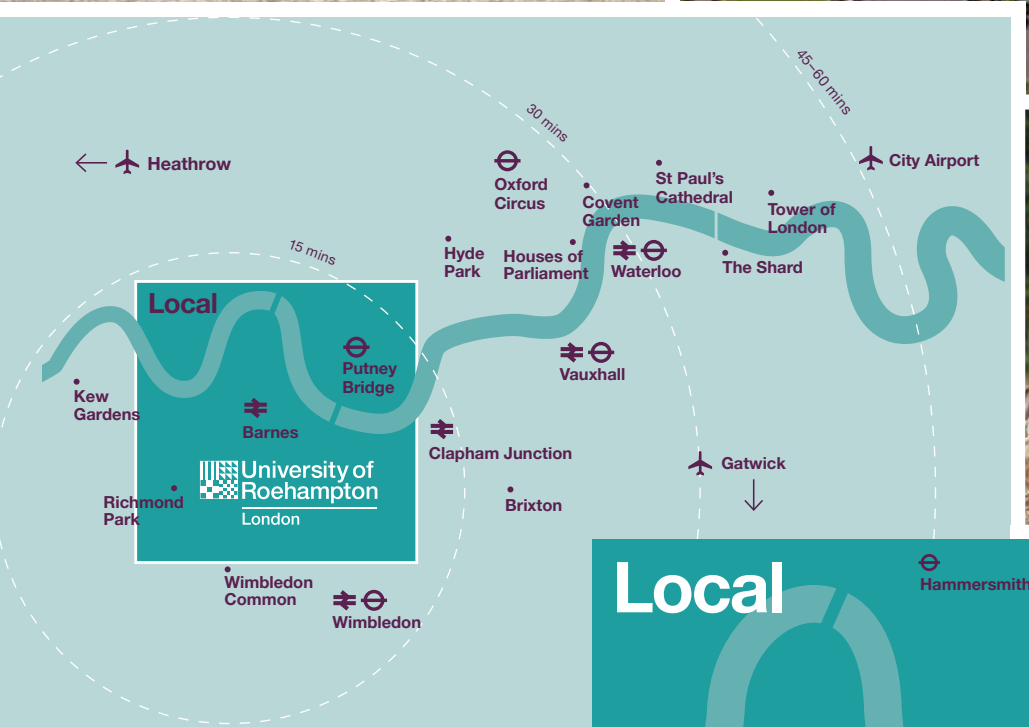 45–60 mins
30 mins
Heathrow
Oxford
Circus
St Paul's
Cathedral
City Airport
Covent
Garden
Tower of
London
15 mins
Hyde
Park
Houses of
Parliament
Waterloo
The Shard
Local
Putney
Bridge
Vauxhall
Kew
Gardens
Barnes
Clapham Junction
University of
Roehampton
London
Gatwick
Richmond
Park
Brixton
Wimbledon
Common
Wimbledon
Local
Hammersmith